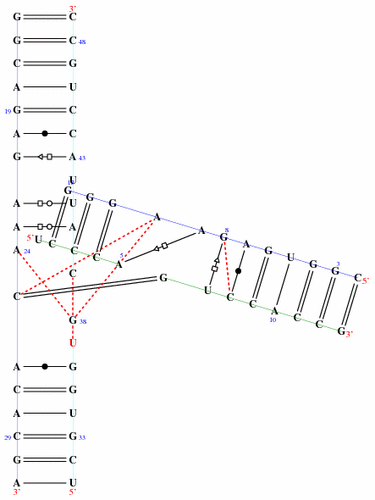 3'
G C
G C 48
C G
A U
19 G C
A C
G A 43
U
G G G
A U A
A A A G 8 A G U G G 3 C 5'
5' U C C C A 5
A 24
C
C G U C C A 10 C C G 3'
G 38
U
A G
C G
A U
29 C G 33
G C
A U
3' 5'